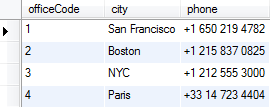 officeCode city phone
1 San Francisco +1 650 219 4782
2 Boston +1 215 837 0825
3 NYC +1 212 555 3000
4 Paris +33 14 723 4404